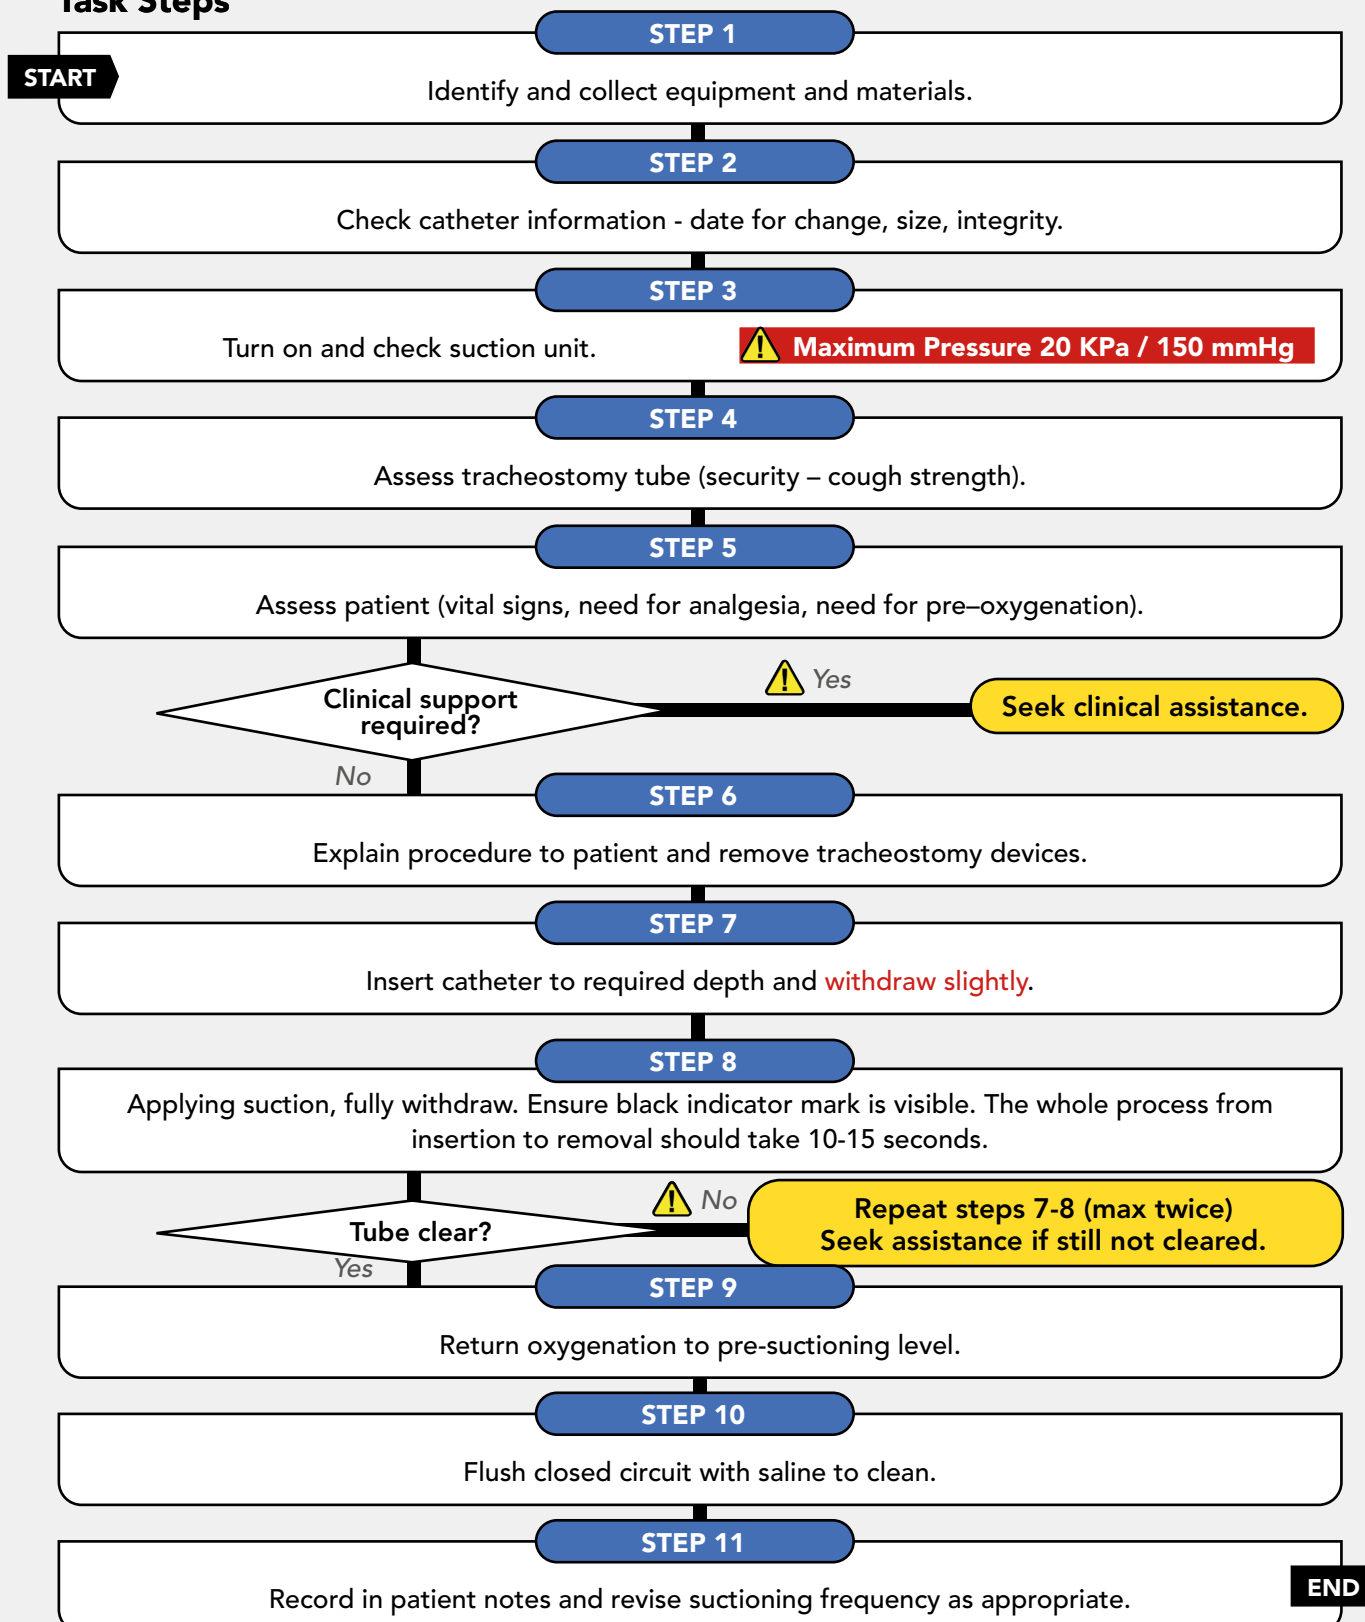 Task Steps
STEP 1
START
Identify and collect equipment and materials.
STEP 2
Check catheter information - date for change, size, integrity.
STEP 3
Turn on and check suction unit.
Maximum Pressure 20 KPa / 150 mmHg
STEP 4
Assess tracheostomy tube (security – cough strength).
STEP 5
Assess patient (vital signs, need for analgesia, need for pre–oxygenation).
Clinical support
required?
Yes
Seek clinical assistance.
No
STEP 6
Explain procedure to patient and remove tracheostomy devices.
STEP 7
Insert catheter to required depth and withdraw slightly.
STEP 8
Applying suction, fully withdraw. Ensure black indicator mark is visible. The whole process from
insertion to removal should take 10-15 seconds.
Tube clear?
No
Repeat steps 7-8 (max twice)
Seek assistance if still not cleared.
Yes
STEP 9
Return oxygenation to pre-suctioning level.
STEP 10
Flush closed circuit with saline to clean.
STEP 11
Record in patient notes and revise suctioning frequency as appropriate.
END